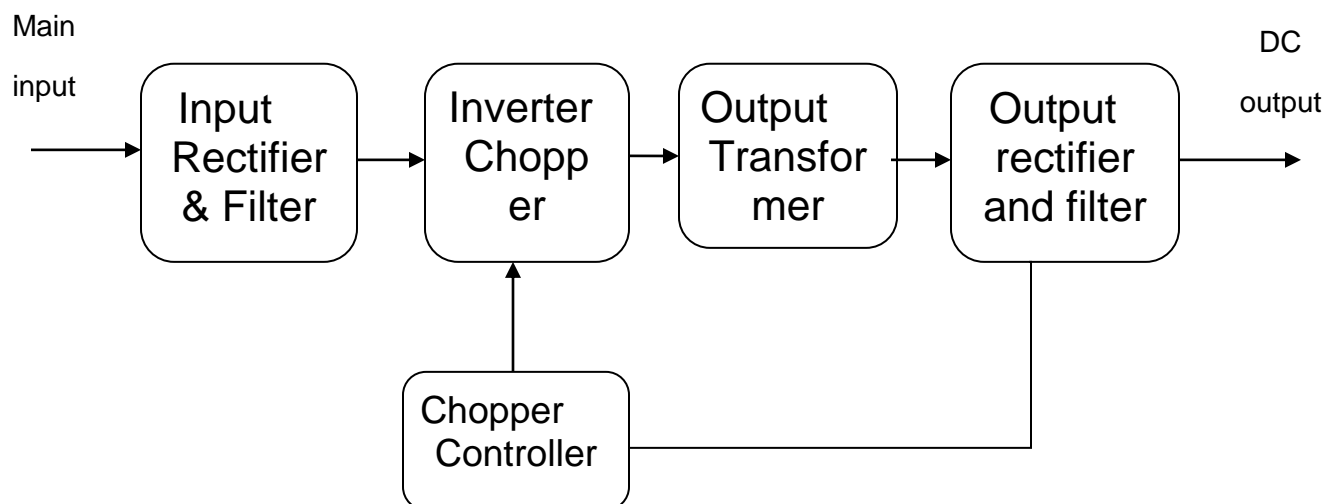 Main
input
Input
Rectifier
& Filter
Inverter
Chopp
er
Output
Transfor
mer
Output
rectifier
and filter
DC
output
Chopper
Controller